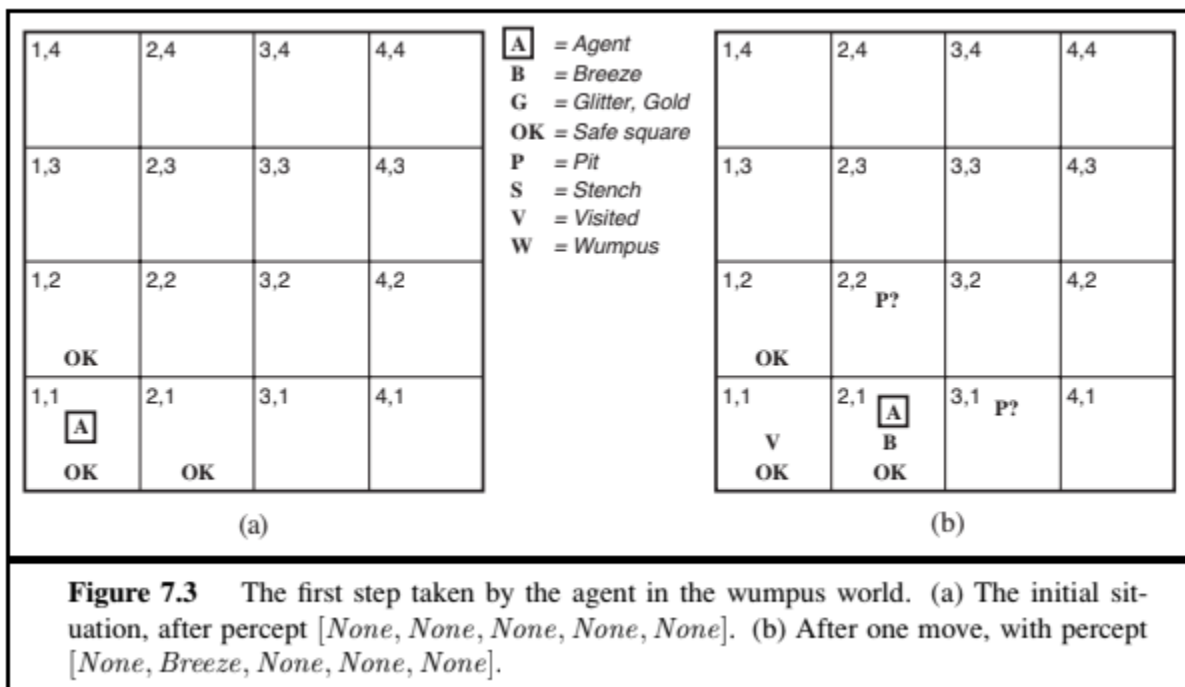 1,4 2,4 3,4 4,4
1,3 2,3 3,3 4,3
1,2 2,2 3,2 4,2
OK
1,1 2,1 3,1 4,1
A
OK OK
(a)
A = Agent
B = Breeze
G = Glitter, Gold
OK = Safe square
P = Pit
S = Stench
V = Visited
W = Wumpus
1,4 2,4 3,4 4,4
1,3 2,3 3,3 4,3
1,2 2,2 3,2 4,2
P?
OK
1,1 2,1 3,1 4,1
A P?
V B
OK OK
(b)
Figure 7.3 The first step taken by the agent in the wumpus world. (a) The initial sit-
uation, after percept [None, None, None, None, None]. (b) After one move, with percept
[None, Breeze, None, None, None].